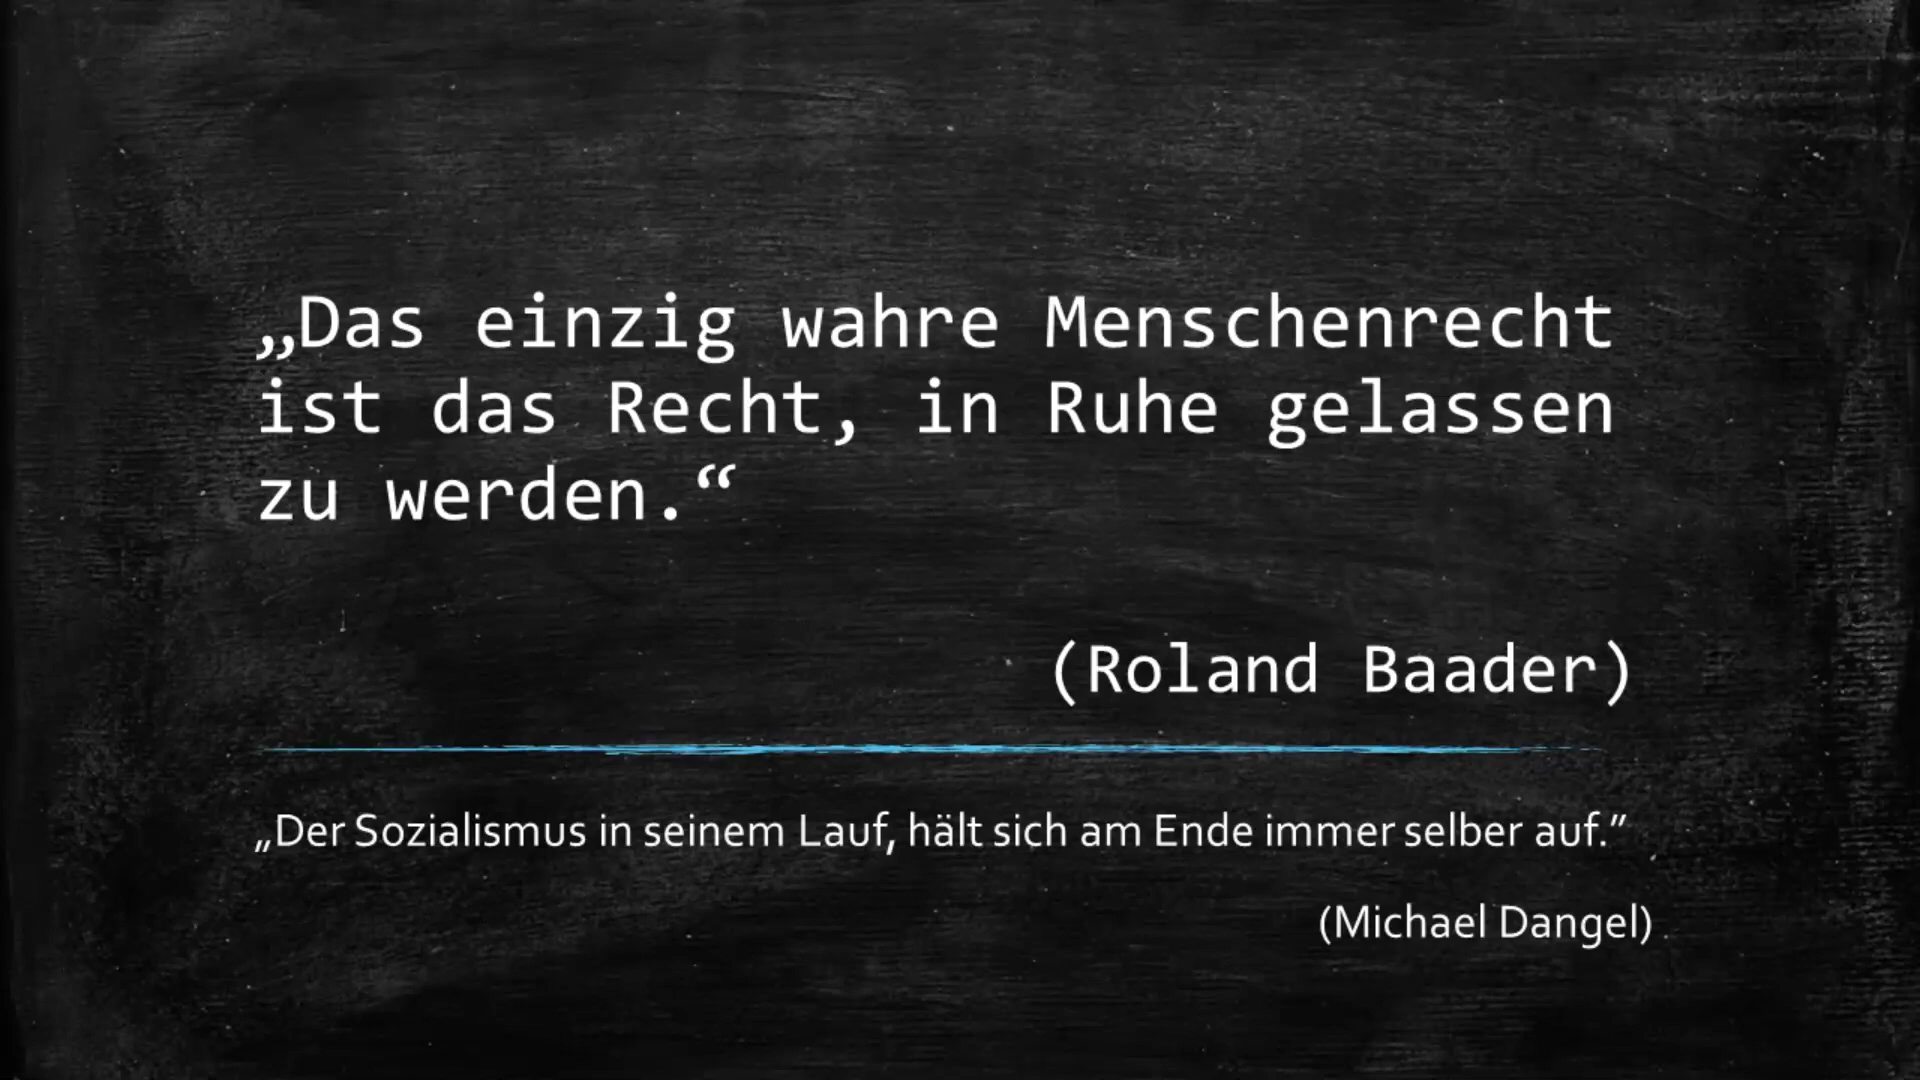 „Das einzig wahre Menschenrecht
ist das Recht, in Ruhe gelassen
zu werden.“
(Roland Baader)
„Der Sozialismus in seinem Lauf, hält sich am Ende immer selber auf.”
(Michael Dangel)